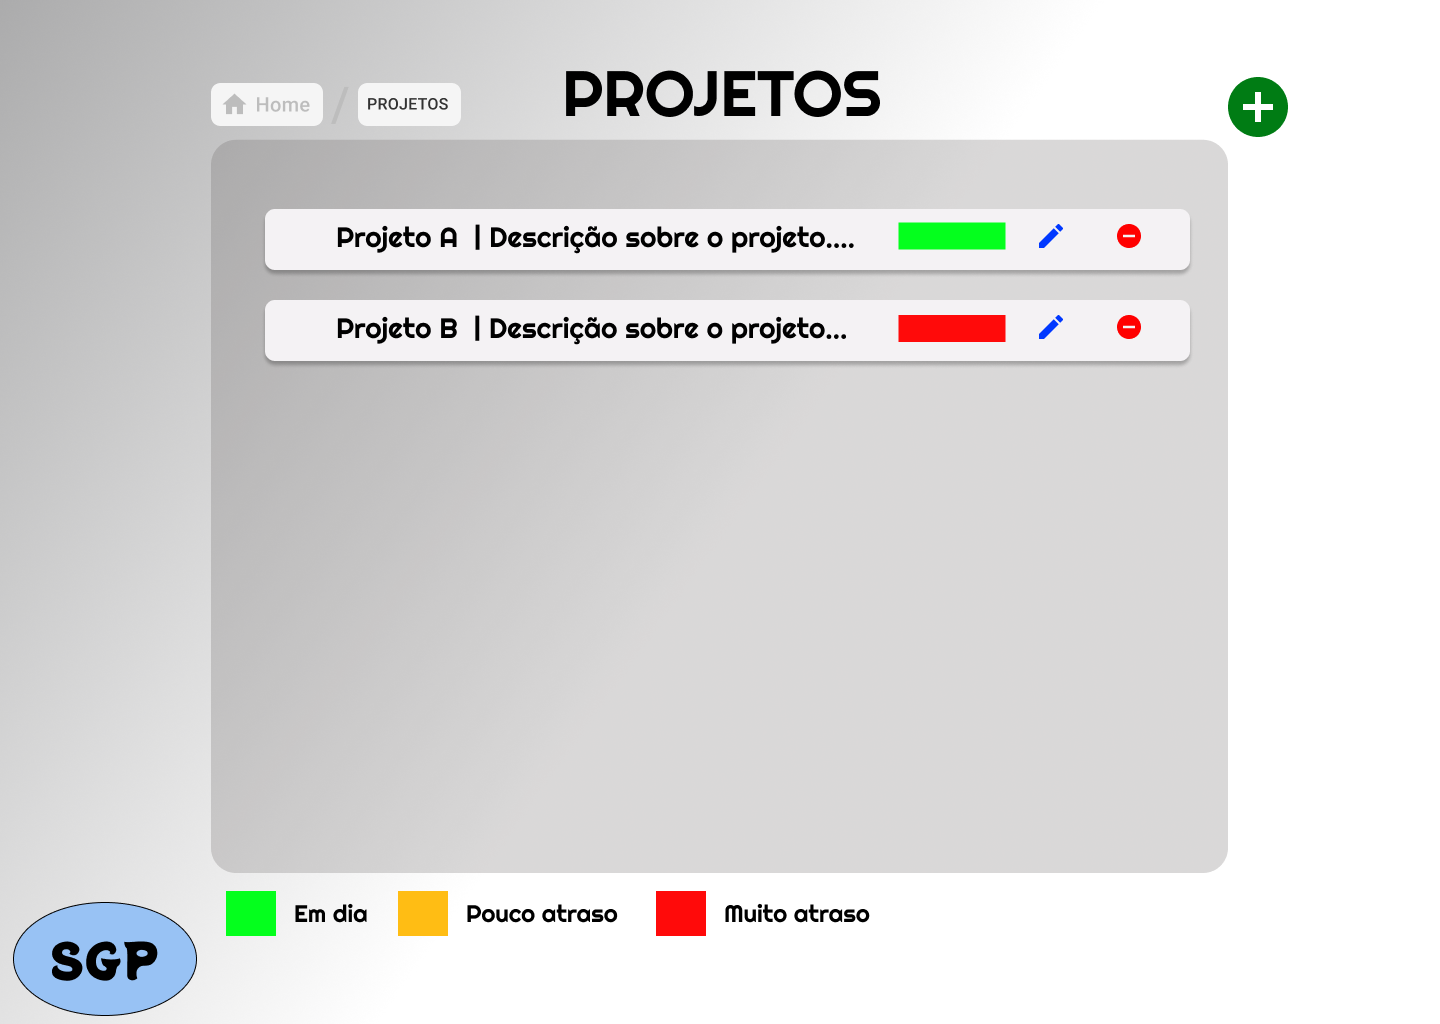 PROJETOS
Home / PROJETOS
Projeto A | Descrição sobre o projeto....
Projeto B | Descrição sobre o projeto...
Em dia
Pouco atraso
Muito atraso
SGP